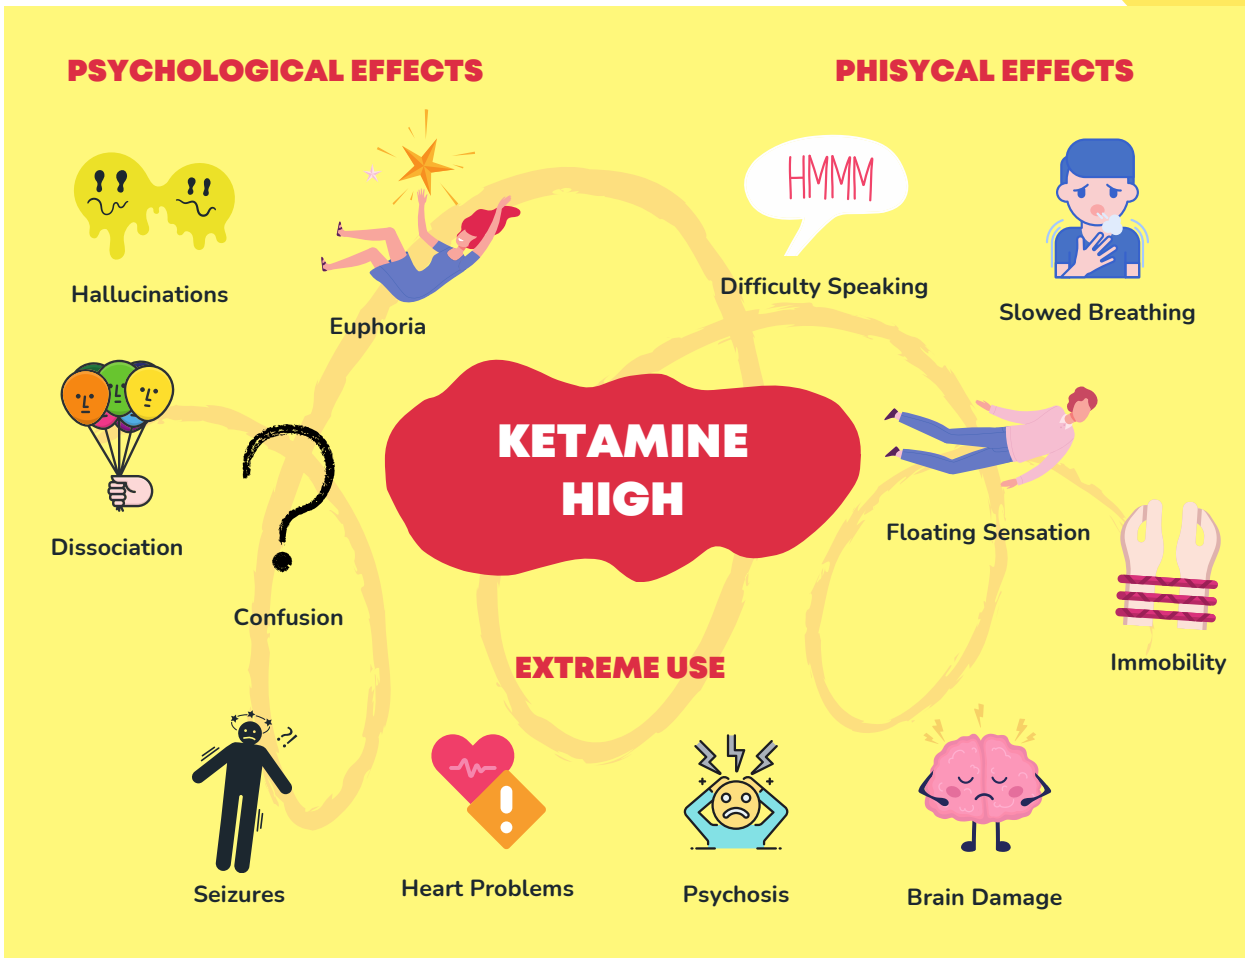 PSYCHOLOGICAL EFFECTS
PHISYCAL EFFECTS
HMMM
Hallucinations
Euphoria
Difficulty Speaking
Slowed Breathing
KETAMINE
HIGH
Dissociation
Confusion
Floating Sensation
Immobility
EXTREME USE
?!
Seizures
Heart Problems
Psychosis
Brain Damage